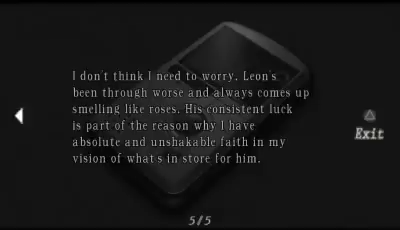 I don't think I need to worry. Leon's
been through worse and always comes up
smelling like roses. His consistent luck
is part of the reason why I have
absolute and unshakable faith in my
vision of what's in store for him.
Exit
5/5